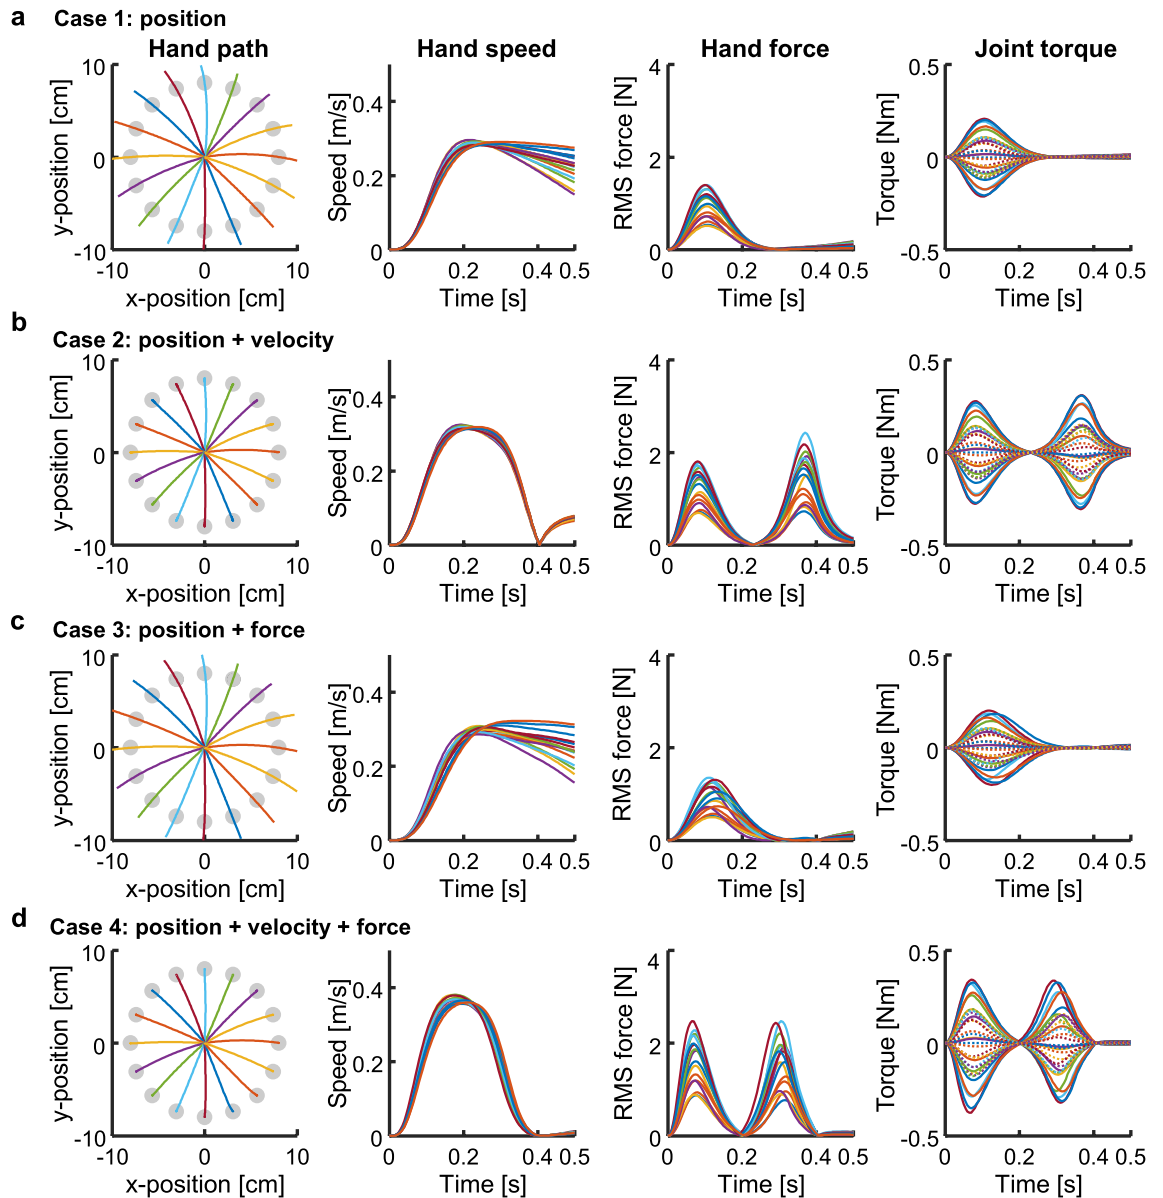 a Case 1: position
Hand path Hand speed Hand force Joint torque
10 0 -10
y-position [cm]
-10 0 10
x-position [cm]
0.4 0.2 0
Speed [m/s]
0 0.2 0.4 0.5
Time [s]
4 2 0
RMS force [N]
0 0.2 0.4 0.5
Time [s]
0.5 0 -0.5
Torque [Nm]
0 0.2 0.4 0.5
Time [s]
b Case 2: position + velocity
10 0 -10
y-position [cm]
-10 0 10
x-position [cm]
0.4 0.2 0
Speed [m/s]
0 0.2 0.4 0.5
Time [s]
4 2 0
RMS force [N]
0 0.2 0.4 0.5
Time [s]
0.5 0 -0.5
Torque [Nm]
0 0.2 0.4 0.5
Time [s]
c Case 3: position + force
10 0 -10
y-position [cm]
-10 0 10
x-position [cm]
0.4 0.2 0
Speed [m/s]
0 0.2 0.4 0.5
Time [s]
4 2 0
RMS force [N]
0 0.2 0.4 0.5
Time [s]
0.5 0 -0.5
Torque [Nm]
0 0.2 0.4 0.5
Time [s]
d Case 4: position + velocity + force
10 0 -10
y-position [cm]
-10 0 10
x-position [cm]
0.4 0.2 0
Speed [m/s]
0 0.2 0.4 0.5
Time [s]
4 2 0
RMS force [N]
0 0.2 0.4 0.5
Time [s]
0.5 0 -0.5
Torque [Nm]
0 0.2 0.4 0.5
Time [s]